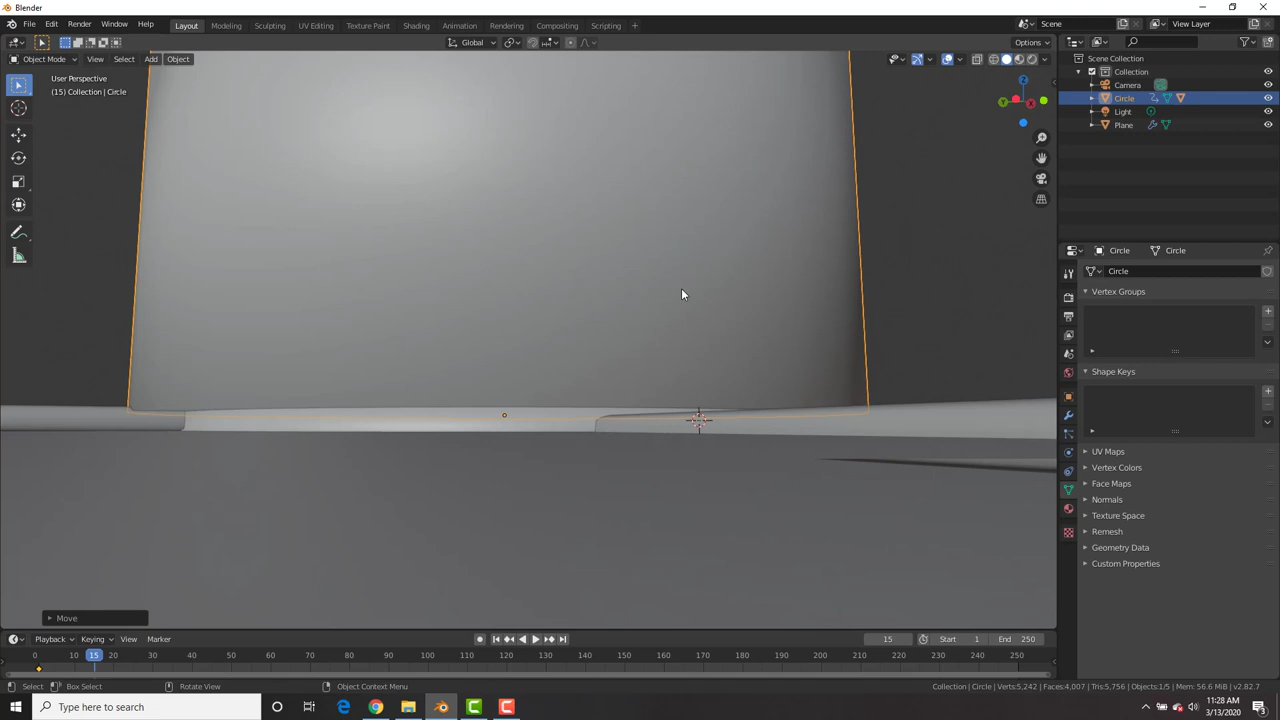 Blender
File Edit Render Window Help Layout Modeling Sculpting UV Editing Texture Paint Shading Animation Rendering Compositing Scripting + Scene View Layer
Global Options
Object Mode View Select Add Object
User Perspective
(15) Collection | Circle
Scene Collection
Collection
Camera
Circle
Light
Plane
Circle Circle
Circle
Vertex Groups
Shape Keys
UV Maps
Vertex Colors
Face Maps
Normals
Texture Space
Remesh
Geometry Data
Custom Properties
Move
Playback Keying View Marker 15 Start 1 End 250
0 10 15 20 30 40 50 60 70 80 90 100 110 120 130 140 150 160 170 180 190 200 210 220 230 240 250
Select Box Select Rotate View Object Context Menu Collection | Circle | Verts:5,242 | Faces:4,007 | Tris:5,756 | Objects:1/5 | Mem: 56.6 MiB | v2.82.7
Type here to search
11:28 AM
3/13/2020